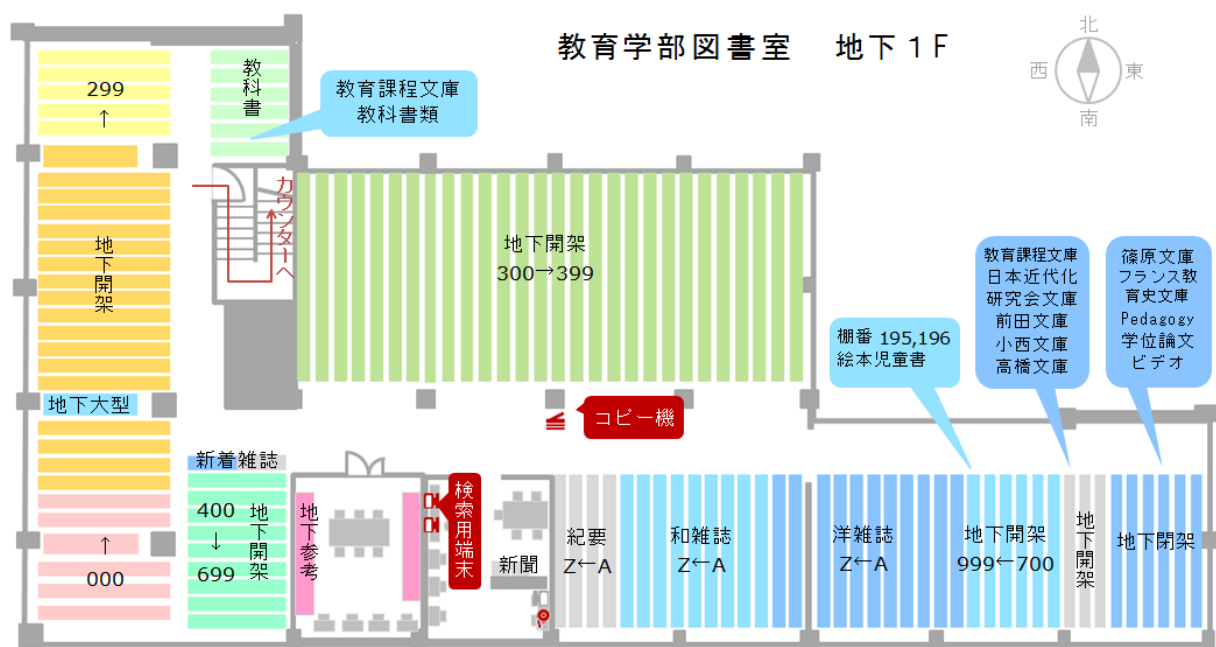 教育学部図書室 地下1F
北
西 東
南
299
↑
教科書
教育課程文庫
教科書類
カウンターへ
地下開架
地下開架
300→399
教育課程文庫
日本近代化
研究会文庫
前田文庫
小西文庫
高橋文庫
篠原文庫
フランス教
育史文庫
Pedagogy
学位論文
ビデオ
棚番 195,196
絵本児童書
地下大型
コピー機
新着雑誌
400
↓
699
地下開架
地下参考
検索用端末
新聞
紀要
Z←A
和雑誌
Z←A
洋雑誌
Z←A
地下開架
999←700
地下開架
地下閉架
↑
000